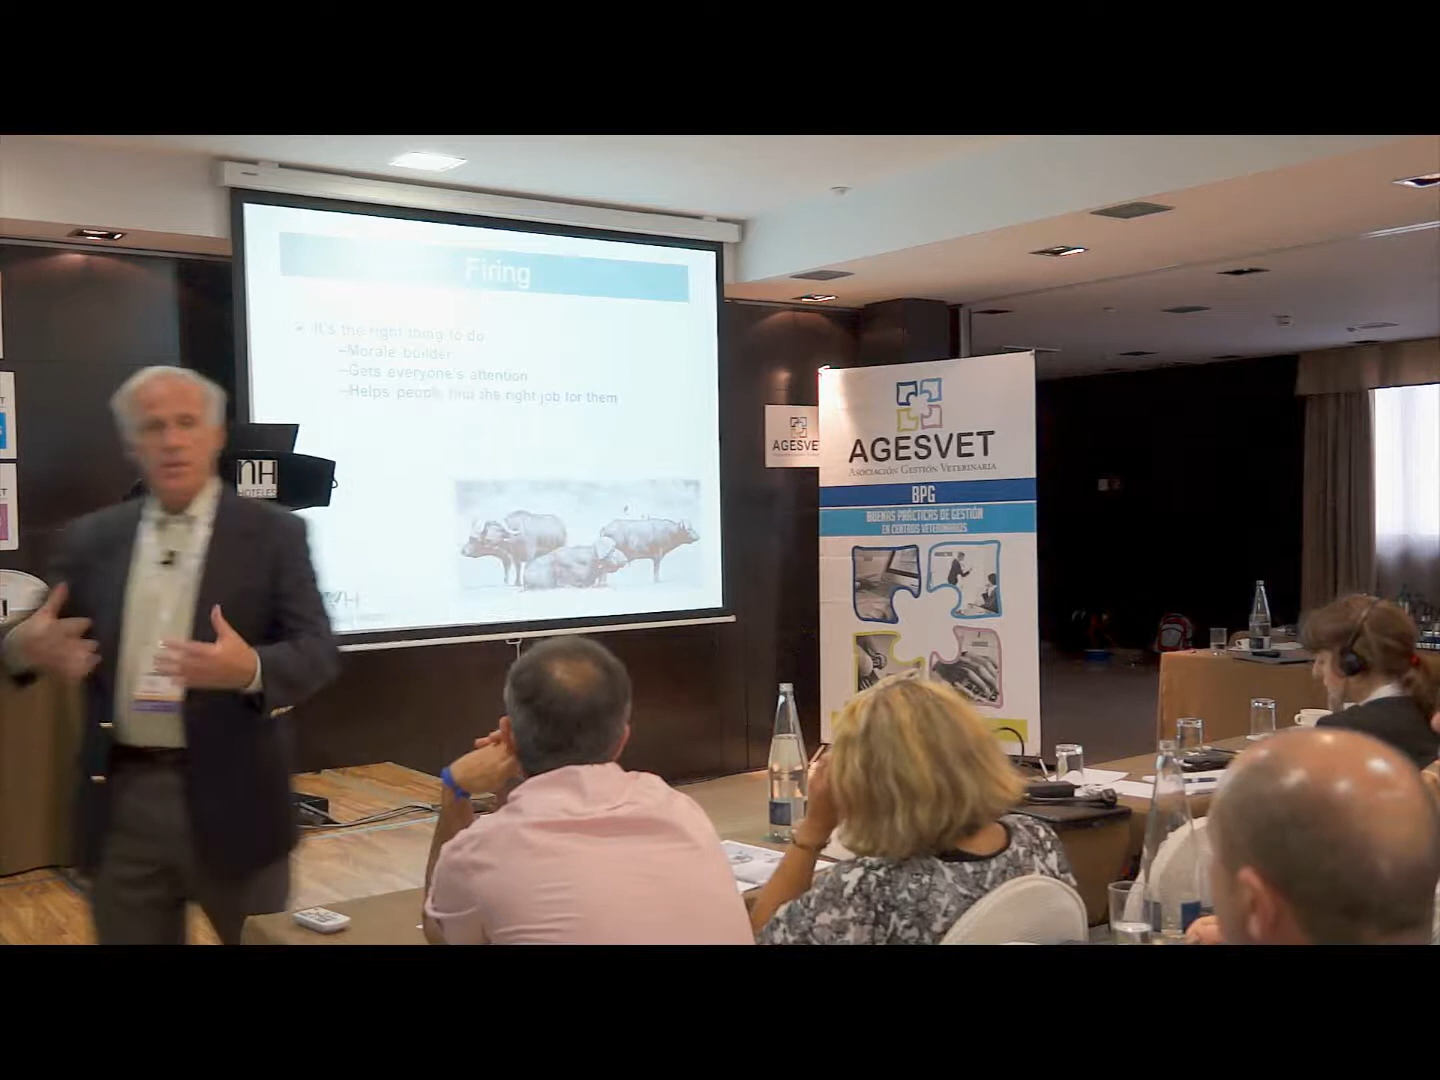 Firing
It's the right thing to do
–Morale builder
–Gets everyone's attention
–Helps people find the right job for them
nH
HOTELES
AGESVE
AGESVET
ASOCIACIÓN GESTIÓN VETERINARIA
BPG
BUENAS PRÁCTICAS DE GESTIÓN
EN CENTROS VETERINARIOS